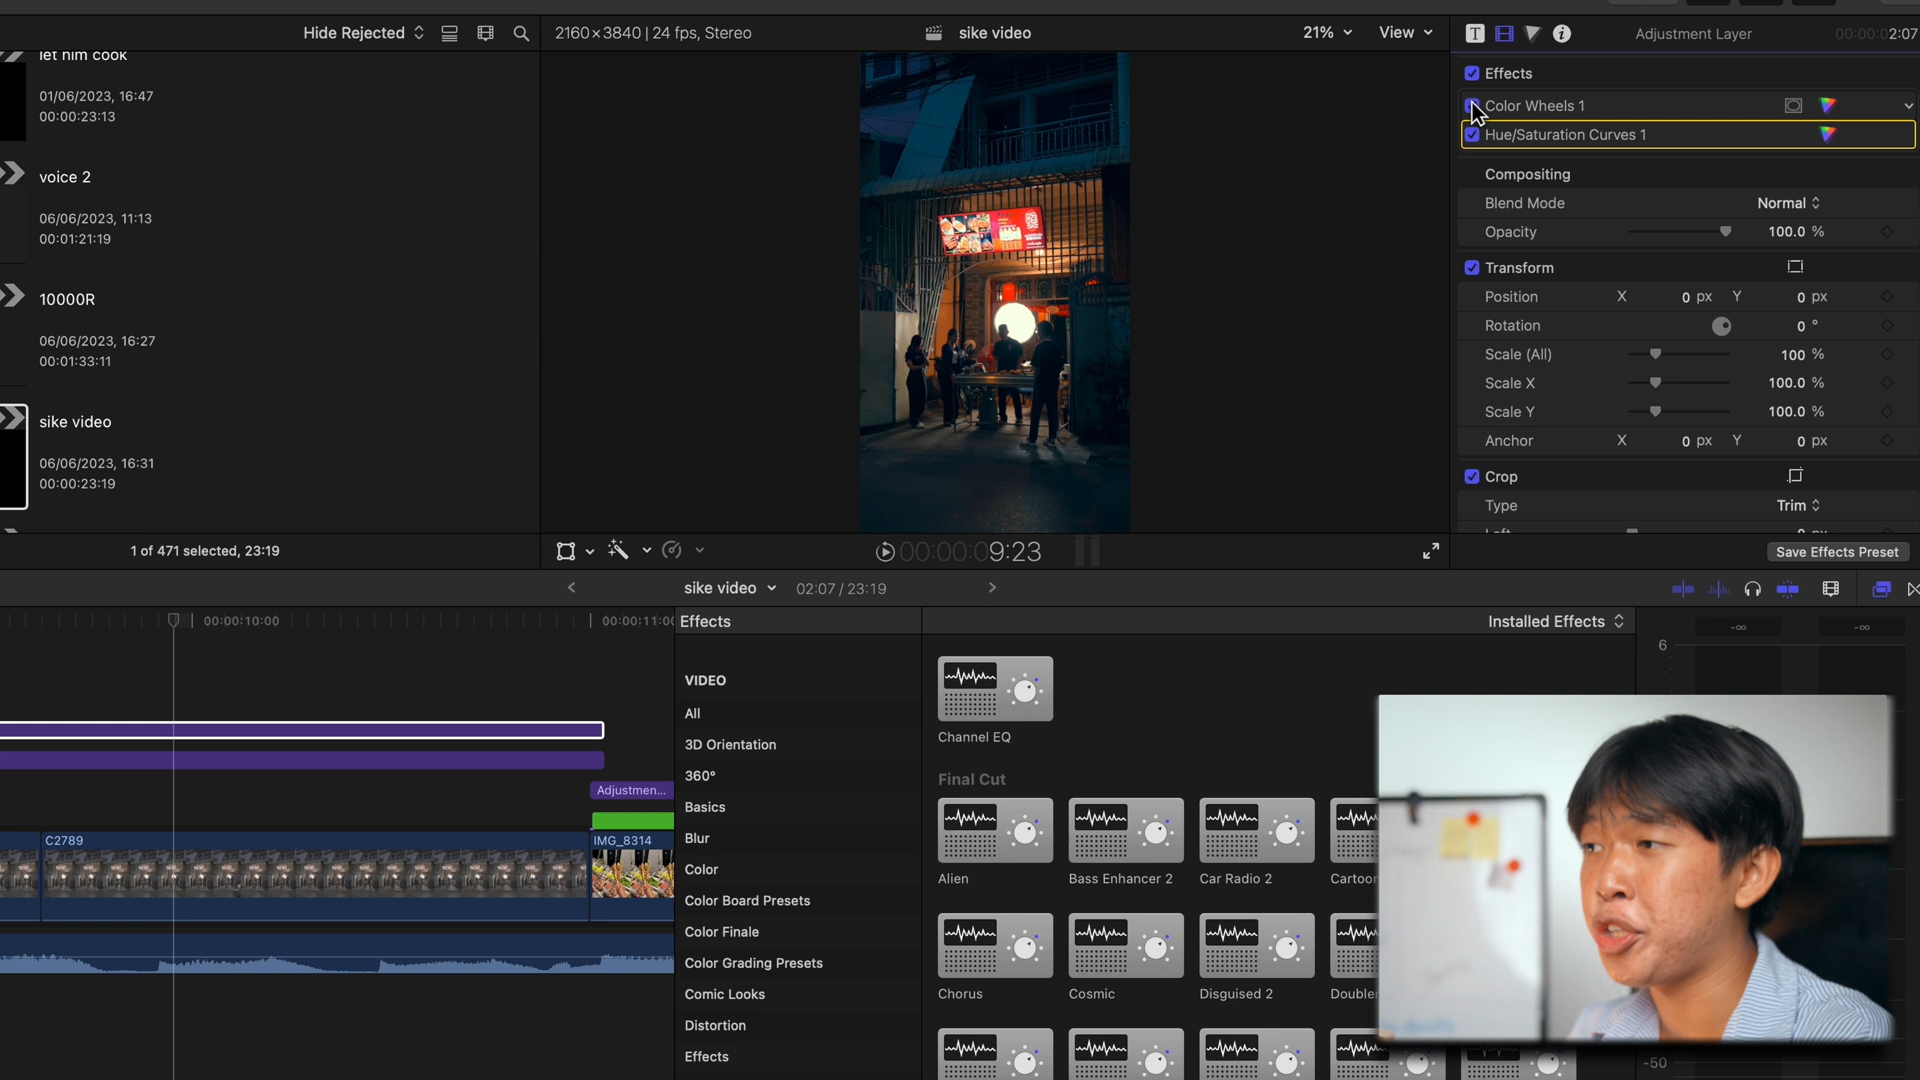 Hide Rejected
2160×3840 | 24 fps, Stereo
sike video
21%
View
Adjustment Layer
00:00:02:07
let him cook
01/06/2023, 16:47
00:00:23:13
voice 2
06/06/2023, 11:13
00:01:21:19
10000R
06/06/2023, 16:27
00:01:33:11
sike video
06/06/2023, 16:31
00:00:23:19
1 of 471 selected, 23:19
Effects
Color Wheels 1
Hue/Saturation Curves 1
Compositing
Blend Mode Normal
Opacity 100.0 %
Transform
Position X 0 px Y 0 px
Rotation 0 °
Scale (All) 100 %
Scale X 100.0 %
Scale Y 100.0 %
Anchor X 0 px Y 0 px
Crop
Type Trim
Left 0 px
Save Effects Preset
00:00:09:23
sike video 02:07 / 23:19
00:00:10:00
00:00:11:0
Adjustmen...
C2789
IMG_8314
Effects
Installed Effects
VIDEO
All
3D Orientation
360°
Basics
Blur
Color
Color Board Presets
Color Finale
Color Grading Presets
Comic Looks
Distortion
Effects
Channel EQ
Final Cut
Alien
Bass Enhancer 2
Car Radio 2
Cartoon
Chorus
Cosmic
Disguised 2
Doubler
-∞
-∞
6
-50